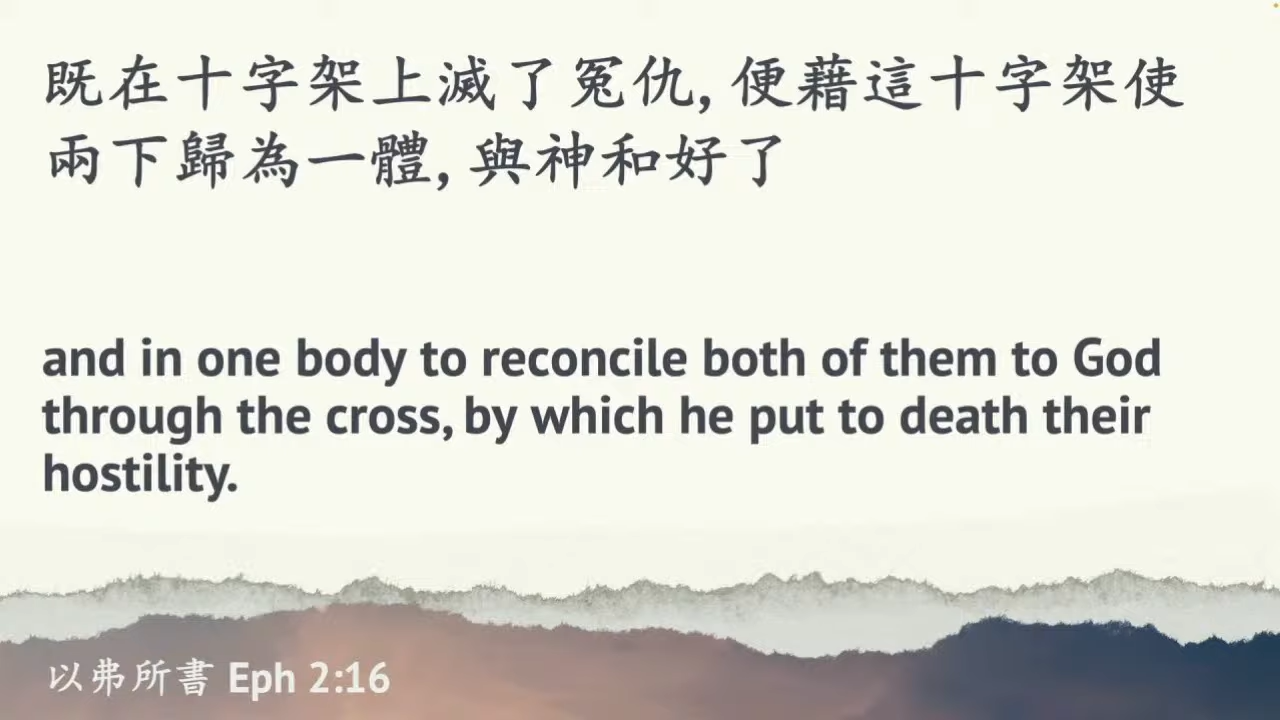 既在十字架上滅了冤仇, 便藉這十字架使
兩下歸為一體, 與神和好了
and in one body to reconcile both of them to God
through the cross, by which he put to death their
hostility.
以弗所書 Eph 2:16